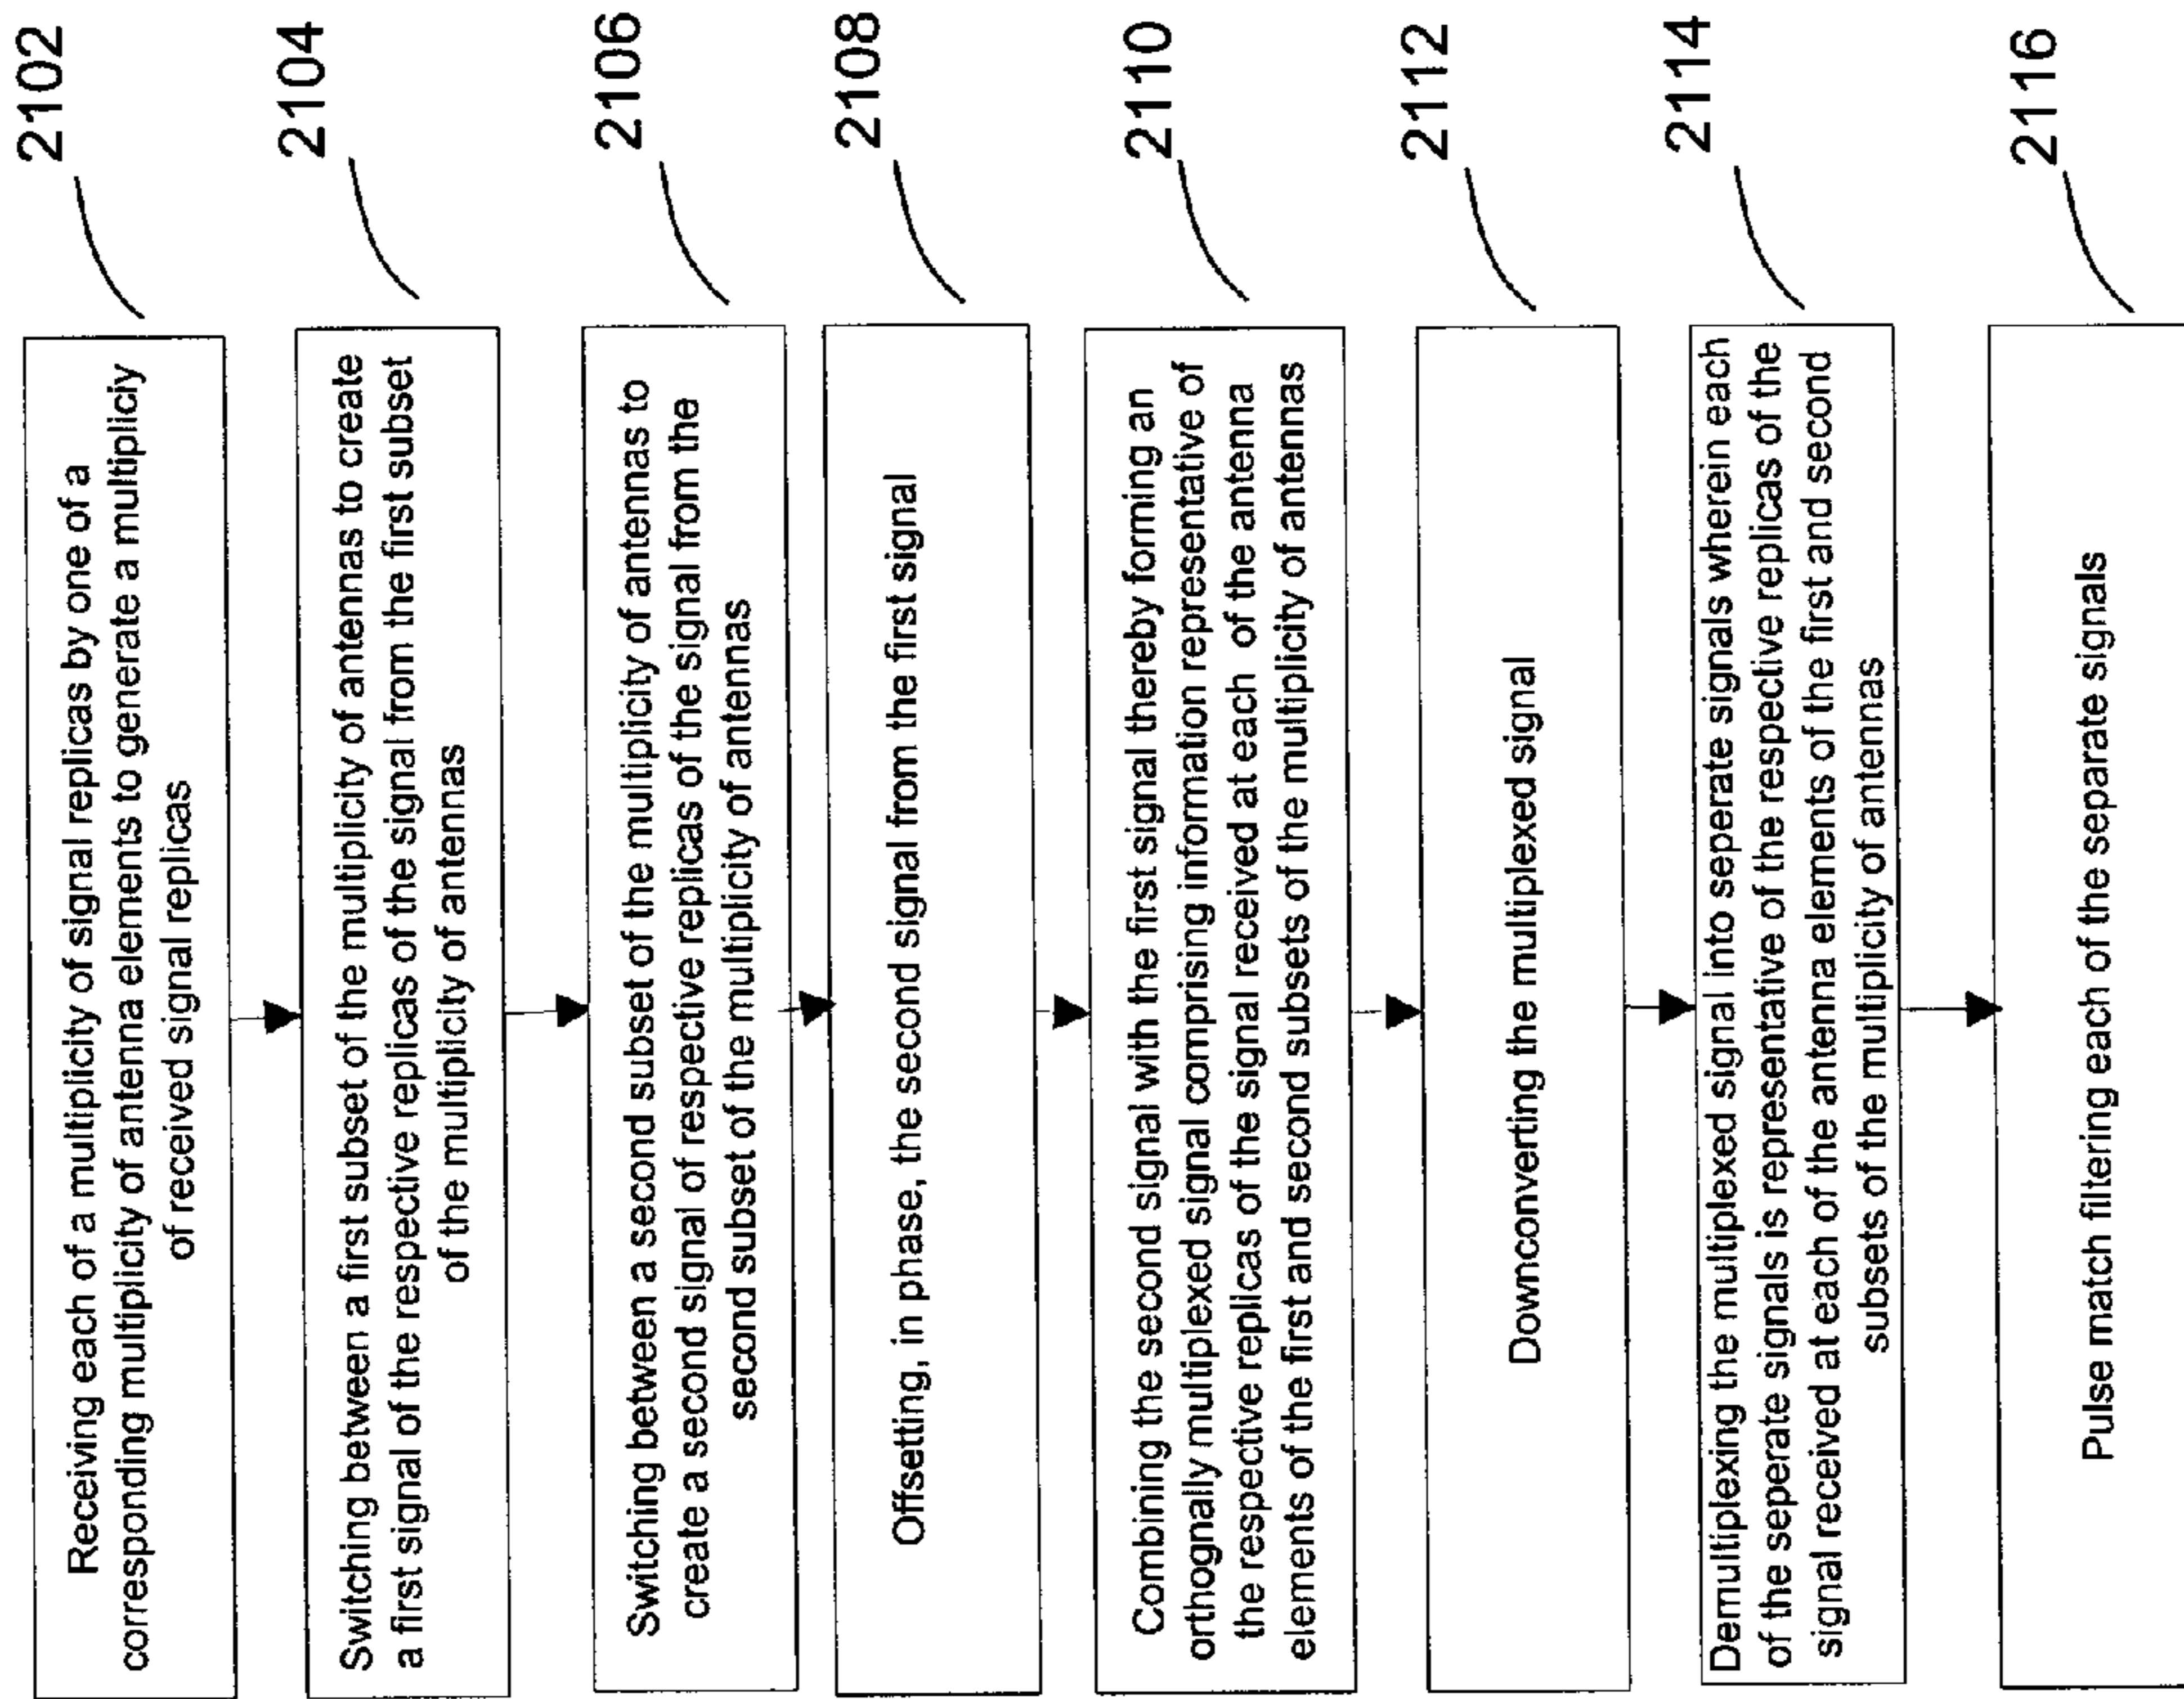 2102
Receiving each of a multiplicity of signal replicas by one of a
corresponding multiplicity of antenna elements to generate a multipliciy
of received signal replicas
2104
Switching between a first subset of the multiplicity of antennas to create
a first signal of the respective replicas of the signal from the first subset
of the multiplicity of antennas
2106
Switching between a second subset of the multiplicity of antennas to
create a second signal of respective replicas of the signal from the
second subset of the multiplicity of antennas
2108
Offsetting, in phase, the second signal from the first signal
2110
Combining the second signal with the first signal thereby forming an
orthognally multiplexed signal comprising information representative of
the respective replicas of the signal received at each of the antenna
elements of the first and second subsets of the multiplicity of antennas
2112
Downconverting the multiplexed signal
2114
Demultiplexing the multiplexed signal into seperate signals wherein each
of the seperate signals is representative of the respective replicas of the
signal received at each of the antenna elements of the first and second
subsets of the multiplicity of antennas
2116
Pulse match filtering each of the separate signals